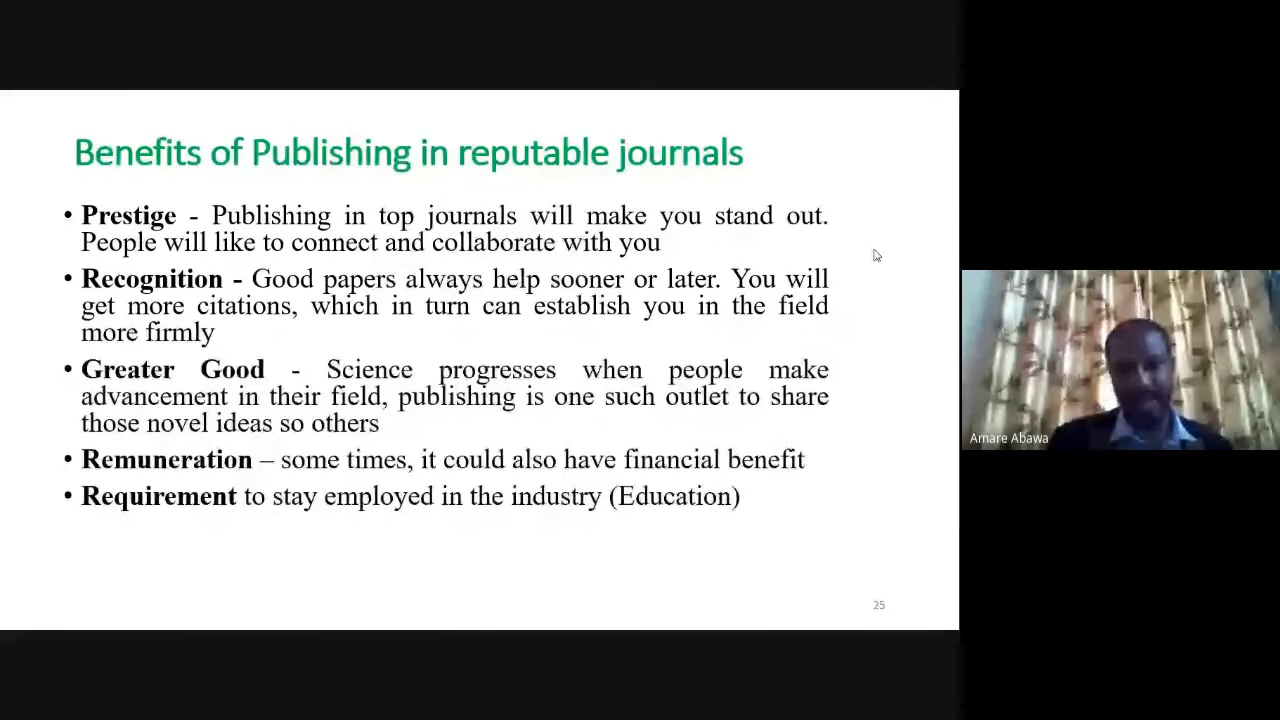 Benefits of Publishing in reputable journals
• Prestige - Publishing in top journals will make you stand out.
People will like to connect and collaborate with you
• Recognition - Good papers always help sooner or later. You will
get more citations, which in turn can establish you in the field
more firmly
• Greater Good - Science progresses when people make
advancement in their field, publishing is one such outlet to share
those novel ideas so others
• Remuneration – some times, it could also have financial benefit
• Requirement to stay employed in the industry (Education)
25
Amare Abawa